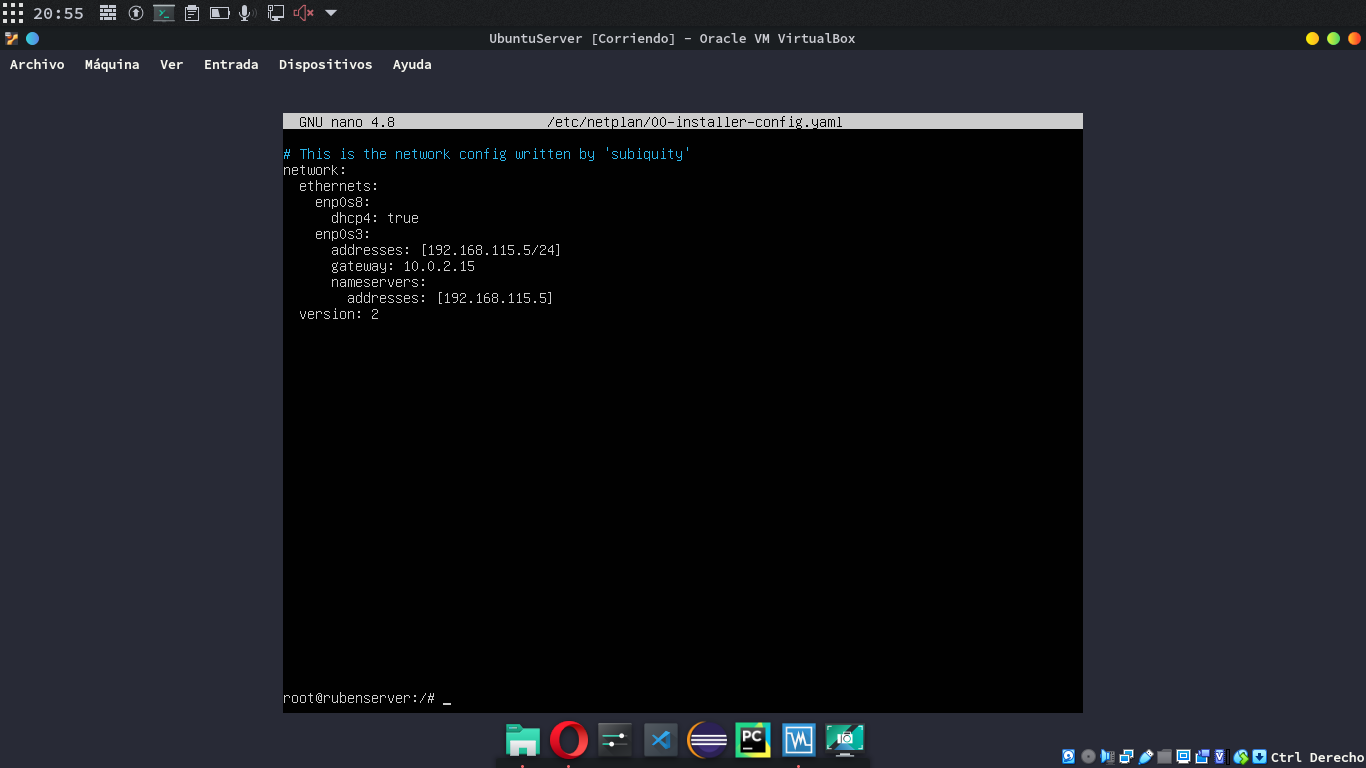 20:55
UbuntuServer [Corriendo] - Oracle VM VirtualBox
Archivo Máquina Ver Entrada Dispositivos Ayuda
GNU nano 4.8 /etc/netplan/00-installer-config.yaml
# This is the network config written by 'subiquity'
network:
  ethernets:
    enp0s8:
      dhcp4: true
    enp0s3:
      addresses: [192.168.115.5/24]
      gateway: 10.0.2.15
      nameservers:
        addresses: [192.168.115.5]
  version: 2
root@rubenserver:/# _
PC
Ctrl Derecho